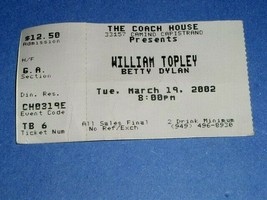 $12.50
Admission
N/F
G.A.
Section
Din. Res.
CH0319E
Event Code
TB 6
Ticket Num
THE COACH HOUSE
33157 CAMINO CAPISTRANO
Presents
WILLIAM TOPLEY
BETTY DYLAN
Tue. March 19, 2002
8:00pm
All Sales Final
No Ref/Exch
2 Drink Minimum
(949) 496-8930